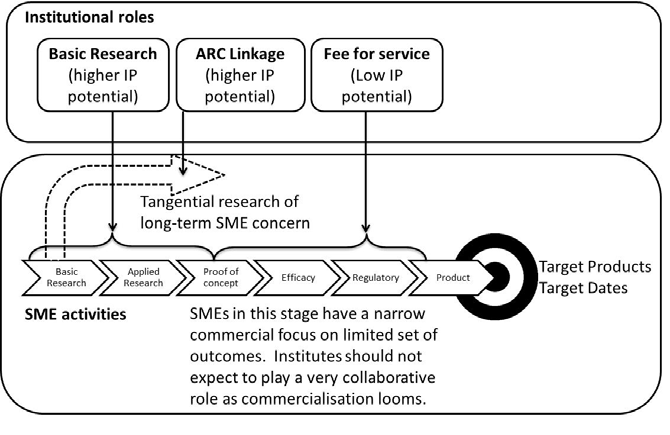 Institutional roles
Basic Research
(higher IP
potential)
ARC Linkage
(higher IP
potential)
Fee for service
(Low IP
potential)
Tangential research of
long-term SME concern
Basic
Research
Applied
Research
Proof of
concept
Efficacy
Regulatory
Product
Target Products
Target Dates
SME activities
SMEs in this stage have a narrow
commercial focus on limited set of
outcomes.  Institutes should not
expect to play a very collaborative
role as commercialisation looms.